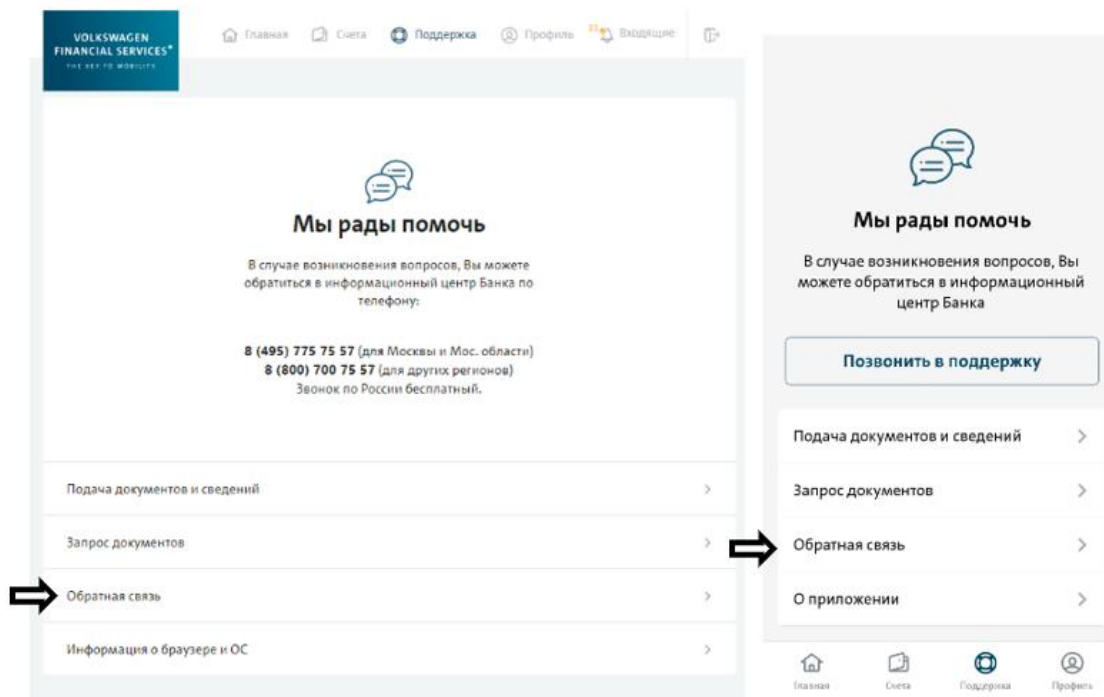 VOLKSWAGEN
FINANCIAL SERVICES*
THE KEY TO MOBILITY
Главная Счета Поддержка Профиль Входящие
Мы рады помочь
В случае возникновения вопросов, Вы можете
обратиться в информационный центр Банка по
телефону:
8 (495) 775 75 57 (для Москвы и Мос. области)
8 (800) 700 75 57 (для других регионов)
Звонок по России бесплатный.
Подача документов и сведений
Запрос документов
Обратная связь
Информация о браузере и ОС
Мы рады помочь
В случае возникновения вопросов, Вы
можете обратиться в информационный
центр Банка
Позвонить в поддержку
Подача документов и сведений
Запрос документов
Обратная связь
О приложении
Главная Счета Поддержка Профиль